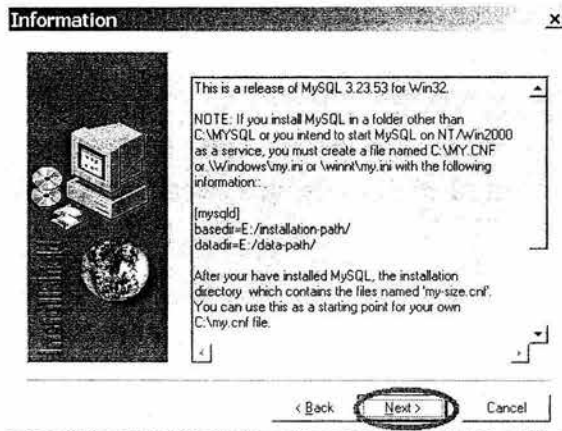 Information
This is a release of MySQL 3.23.53 for Win32.
NOTE: If you install MySQL in a folder other than
C:\MYSQL or you intend to start MySQL on NT/Win2000
as a service, you must create a file named C:\MY.CNF
or \Windows\my.ini or \winnt\my.ini with the following
information::
[mysqld]
basedir=E:/installation-path/
datadir=E:/data-path/
After your have installed MySQL, the installation
directory which contains the files named 'my-size.cnf'.
You can use this as a starting point for your own
C:\my.cnf file.
< Back Next > Cancel